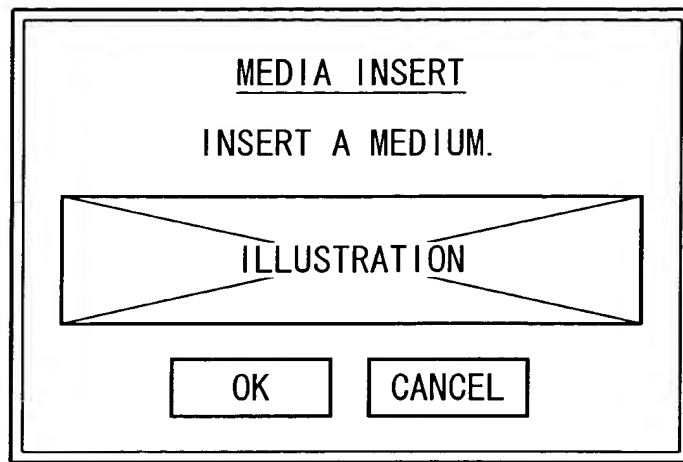 MEDIA INSERT
INSERT A MEDIUM.
ILLUSTRATION
OK
CANCEL